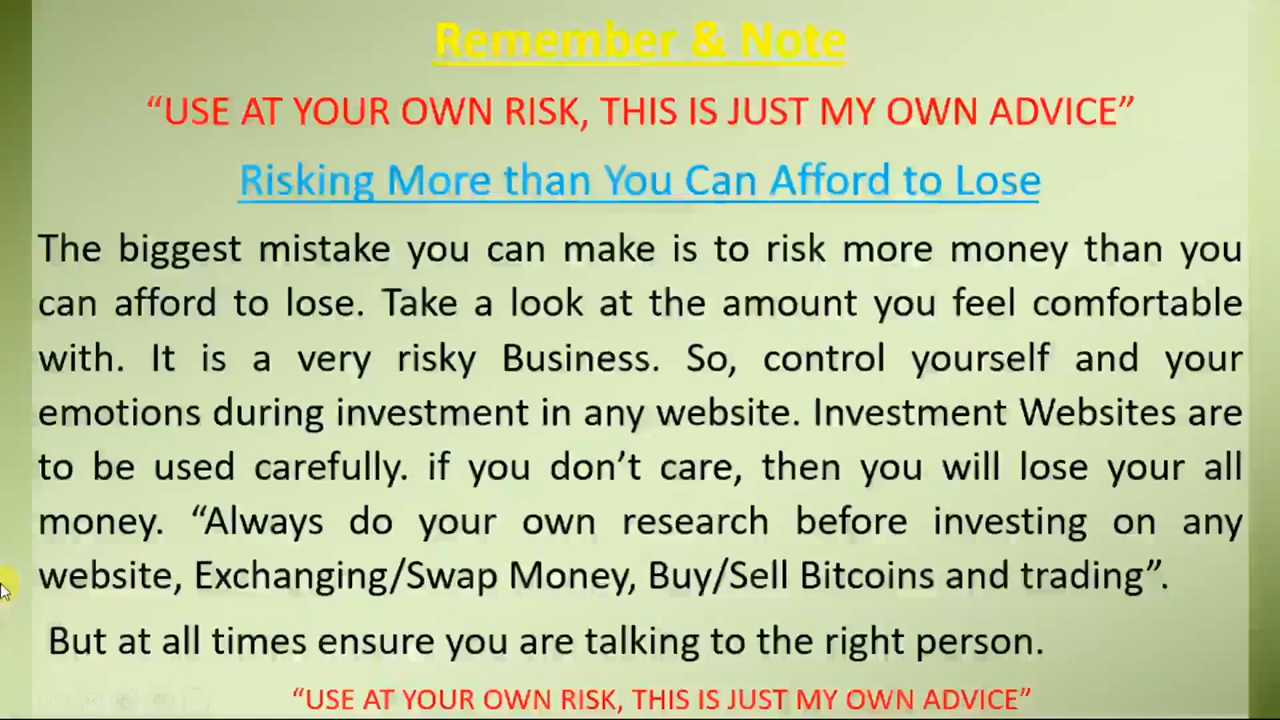 Remember & Note
“USE AT YOUR OWN RISK, THIS IS JUST MY OWN ADVICE”
Risking More than You Can Afford to Lose
The biggest mistake you can make is to risk more money than you
can afford to lose. Take a look at the amount you feel comfortable
with. It is a very risky Business. So, control yourself and your
emotions during investment in any website. Investment Websites are
to be used carefully. if you don’t care, then you will lose your all
money. “Always do your own research before investing on any
website, Exchanging/Swap Money, Buy/Sell Bitcoins and trading”.
But at all times ensure you are talking to the right person.
“USE AT YOUR OWN RISK, THIS IS JUST MY OWN ADVICE”